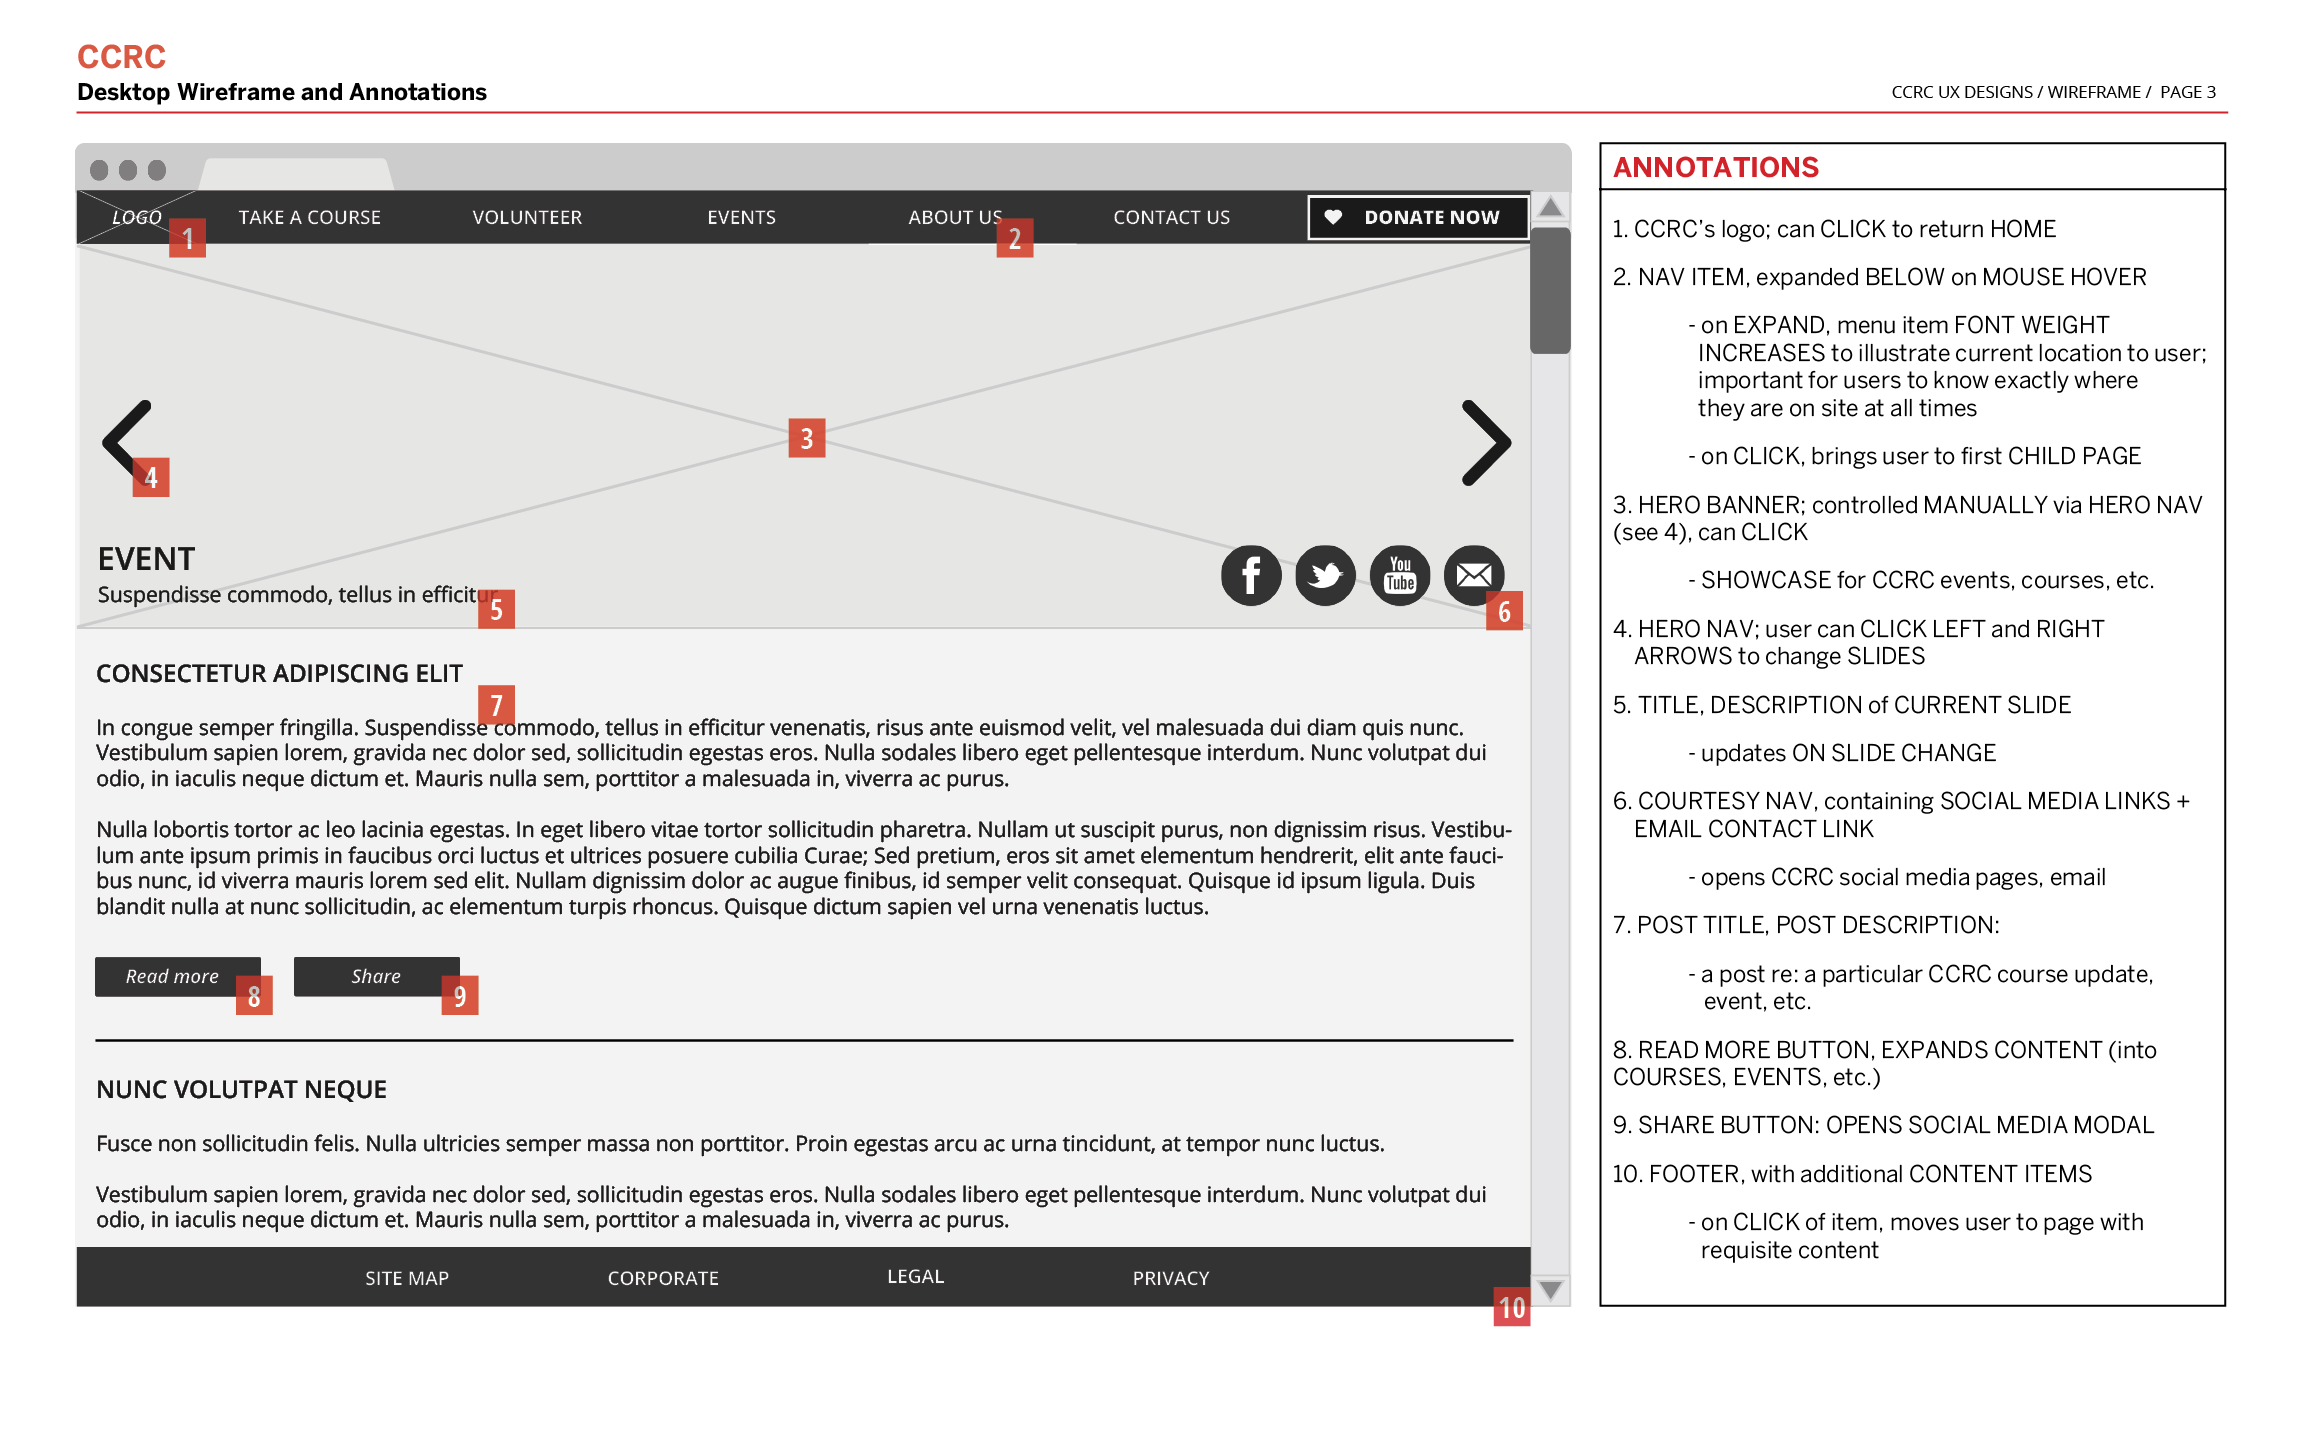 CCRC
Desktop Wireframe and Annotations
CCRC UX DESIGNS / WIREFRAME / PAGE 3
LOGO
TAKE A COURSE
VOLUNTEER
EVENTS
ABOUT US
CONTACT US
DONATE NOW
1
2
3
4
EVENT
Suspendisse commodo, tellus in efficitur
5
You
Tube
6
CONSECTETUR ADIPISCING ELIT
7
In congue semper fringilla. Suspendisse commodo, tellus in efficitur venenatis, risus ante euismod velit, vel malesuada dui diam quis nunc.
Vestibulum sapien lorem, gravida nec dolor sed, sollicitudin egestas eros. Nulla sodales libero eget pellentesque interdum. Nunc volutpat dui
odio, in iaculis neque dictum et. Mauris nulla sem, porttitor a malesuada in, viverra ac purus.
Nulla lobortis tortor ac leo lacinia egestas. In eget libero vitae tortor sollicitudin pharetra. Nullam ut suscipit purus, non dignissim risus. Vestibu-
lum ante ipsum primis in faucibus orci luctus et ultrices posuere cubilia Curae; Sed pretium, eros sit amet elementum hendrerit, elit ante fauci-
bus nunc, id viverra mauris lorem sed elit. Nullam dignissim dolor ac augue finibus, id semper velit consequat. Quisque id ipsum ligula. Duis
blandit nulla at nunc sollicitudin, ac elementum turpis rhoncus. Quisque dictum sapien vel urna venenatis luctus.
Read more
8
Share
9
NUNC VOLUTPAT NEQUE
Fusce non sollicitudin felis. Nulla ultricies semper massa non porttitor. Proin egestas arcu ac urna tincidunt, at tempor nunc luctus.
Vestibulum sapien lorem, gravida nec dolor sed, sollicitudin egestas eros. Nulla sodales libero eget pellentesque interdum. Nunc volutpat dui
odio, in iaculis neque dictum et. Mauris nulla sem, porttitor a malesuada in, viverra ac purus.
SITE MAP
CORPORATE
LEGAL
PRIVACY
10
ANNOTATIONS
1. CCRC's logo; can CLICK to return HOME
2. NAV ITEM, expanded BELOW on MOUSE HOVER
- on EXPAND, menu item FONT WEIGHT
INCREASES to illustrate current location to user;
important for users to know exactly where
they are on site at all times
- on CLICK, brings user to first CHILD PAGE
3. HERO BANNER; controlled MANUALLY via HERO NAV
(see 4), can CLICK
- SHOWCASE for CCRC events, courses, etc.
4. HERO NAV; user can CLICK LEFT and RIGHT
ARROWS to change SLIDES
5. TITLE, DESCRIPTION of CURRENT SLIDE
- updates ON SLIDE CHANGE
6. COURTESY NAV, containing SOCIAL MEDIA LINKS +
EMAIL CONTACT LINK
- opens CCRC social media pages, email
7. POST TITLE, POST DESCRIPTION:
- a post re: a particular CCRC course update,
event, etc.
8. READ MORE BUTTON, EXPANDS CONTENT (into
COURSES, EVENTS, etc.)
9. SHARE BUTTON: OPENS SOCIAL MEDIA MODAL
10. FOOTER, with additional CONTENT ITEMS
- on CLICK of item, moves user to page with
requisite content